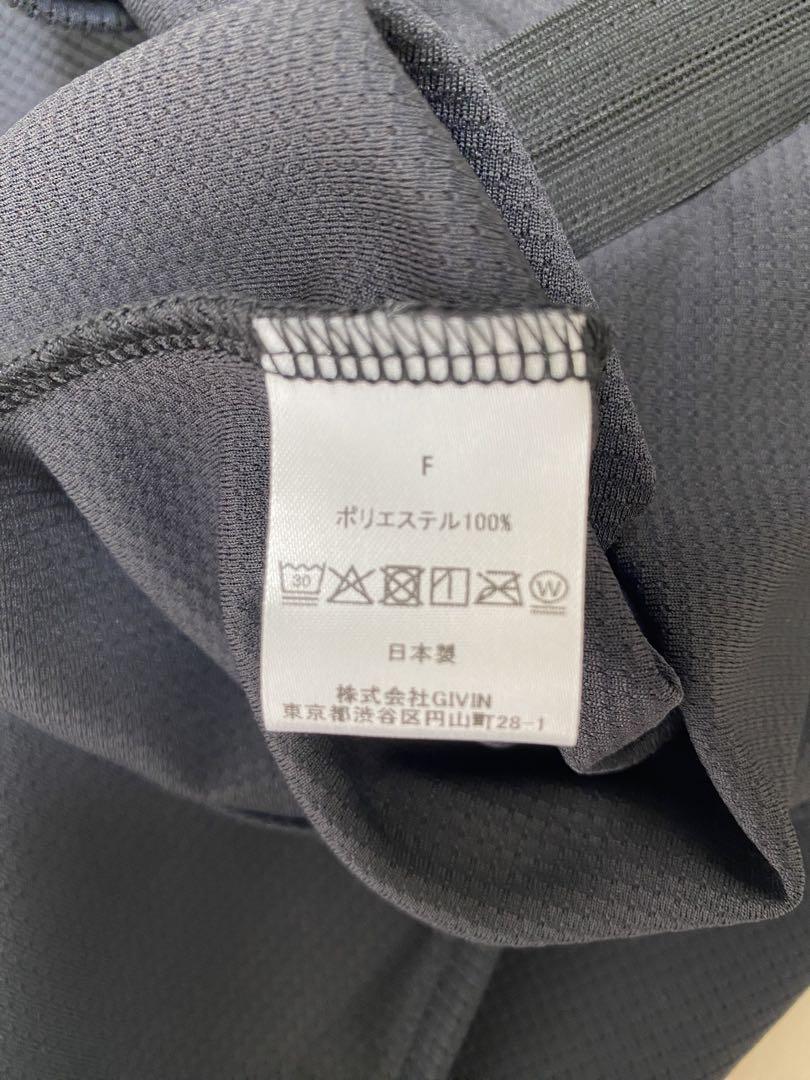 F
ポリエステル100%
30 W
日本製
株式会社GIVIN
東京都渋谷区円山町28-1